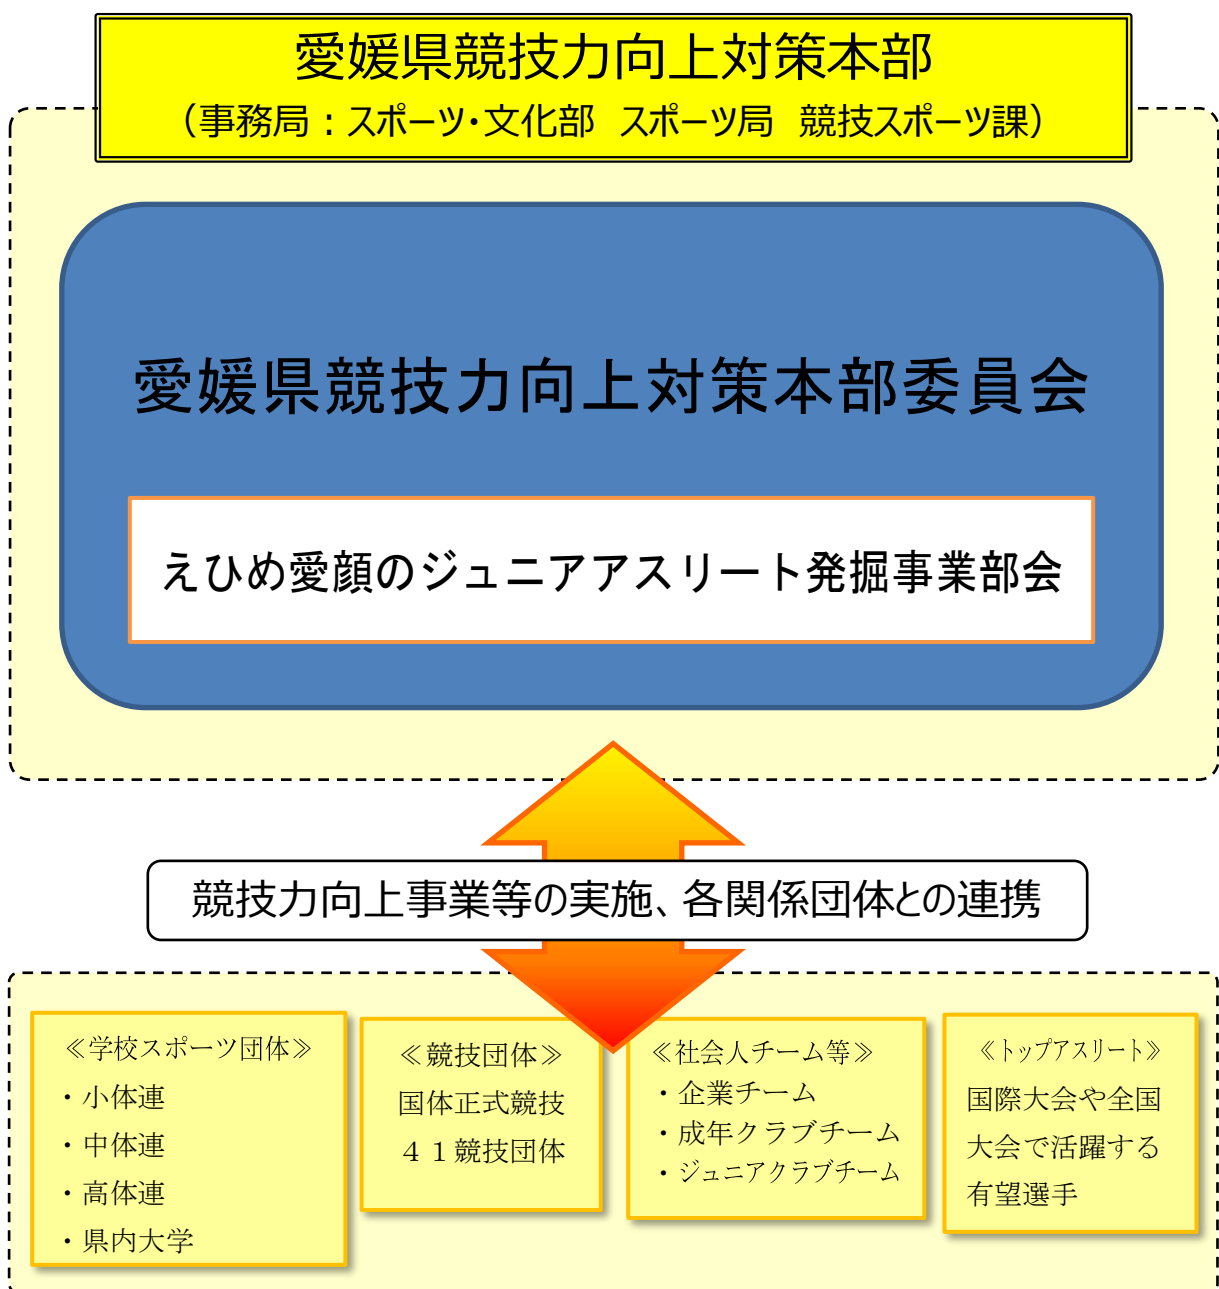 愛媛県競技力向上対策本部
（事務局：スポーツ・文化部　スポーツ局　競技スポーツ課）
愛媛県競技力向上対策本部委員会
えひめ愛顔のジュニアアスリート発掘事業部会
競技力向上事業等の実施、各関係団体との連携
≪学校スポーツ団体≫
・小体連
・中体連
・高体連
・県内大学
≪競技団体≫
国体正式競技
４１競技団体
≪社会人チーム等≫
・企業チーム
・成年クラブチーム
・ジュニアクラブチーム
≪トップアスリート≫
国際大会や全国
大会で活躍する
有望選手